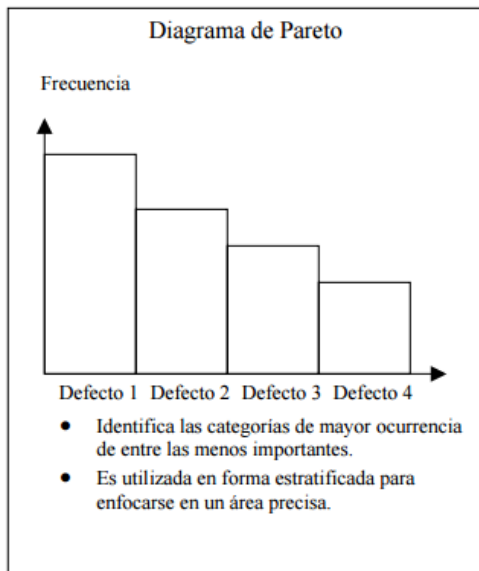 Diagrama de Pareto
Frecuencia
Defecto 1 Defecto 2 Defecto 3 Defecto 4
• Identifica las categorías de mayor ocurrencia
de entre las menos importantes.
• Es utilizada en forma estratificada para
enfocarse en un área precisa.